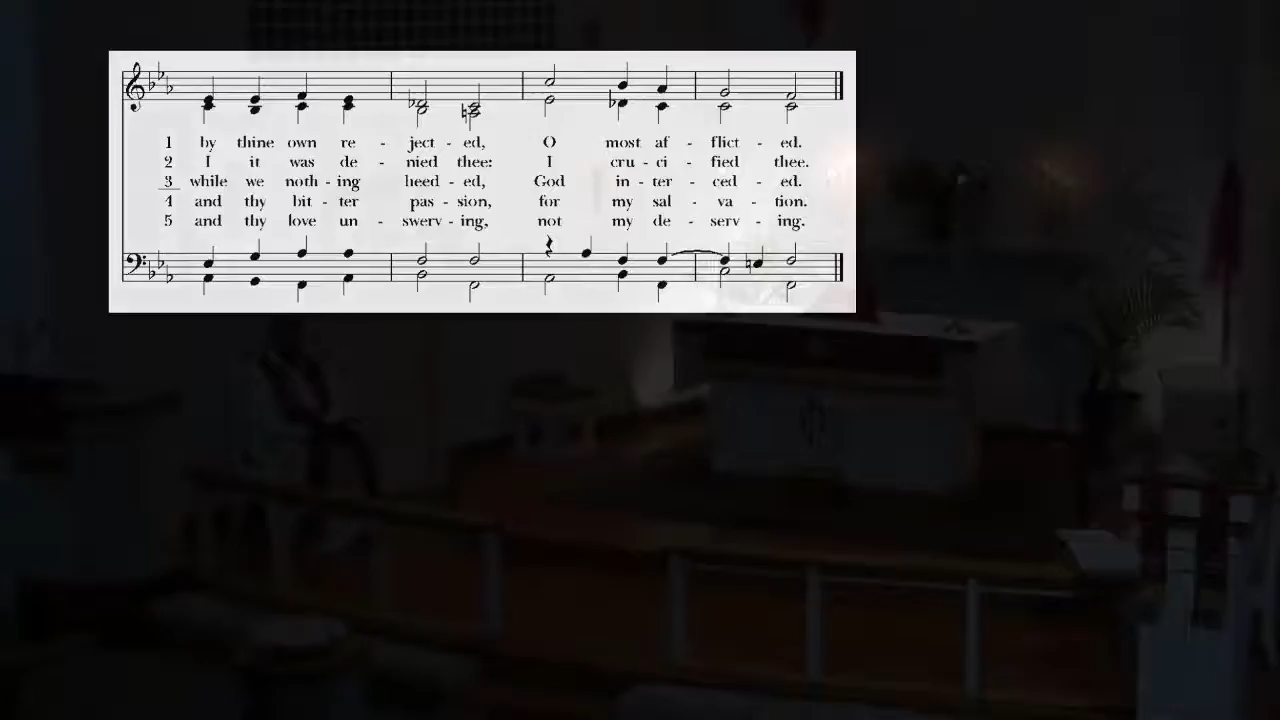 1 by thine own re - ject - ed, O most af - flict - ed.
2 I it was de - nied thee: I cru - ci - fied thee.
3 while we noth - ing heed - ed, God in - ter - ced - ed.
4 and thy bit - ter pas - sion, for my sal - va - tion.
5 and thy love un - swerv - ing, not my de - serv - ing.